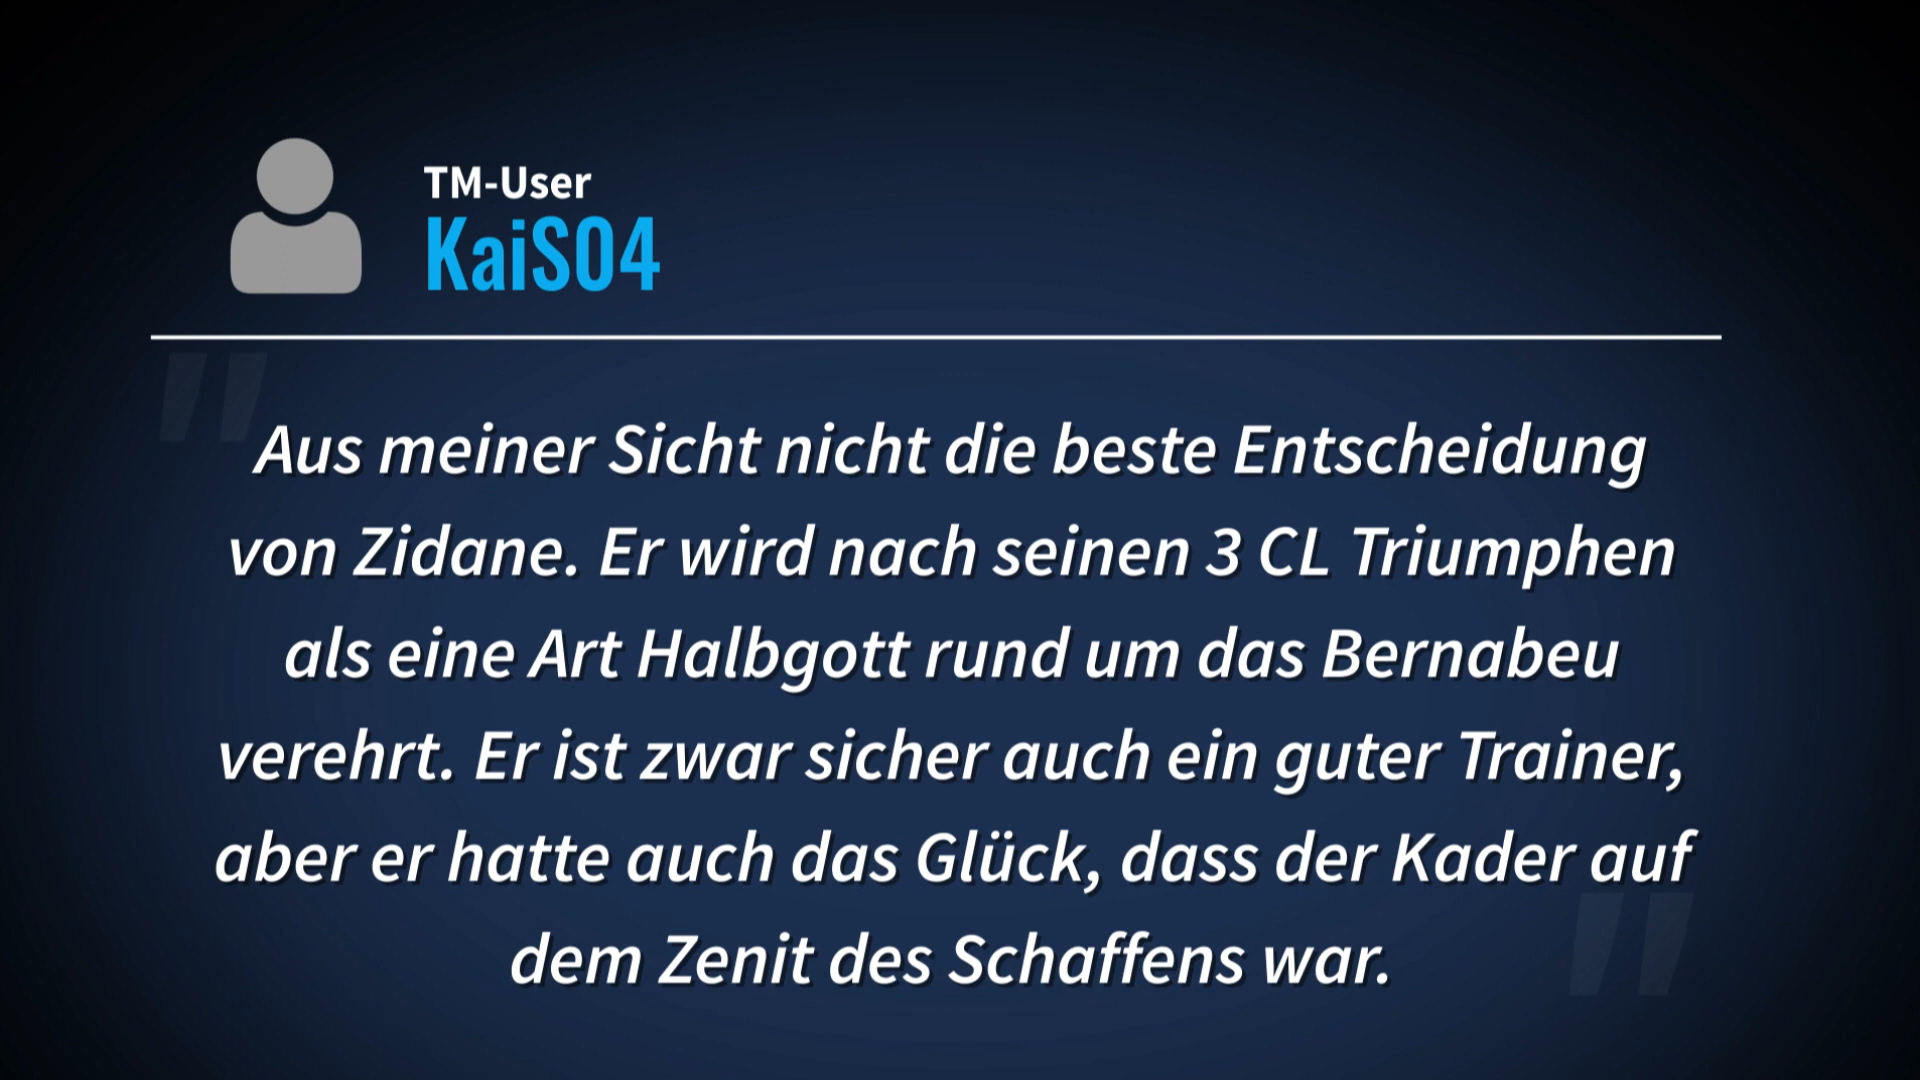 TM-User
KaiS04
" Aus meiner Sicht nicht die beste Entscheidung
von Zidane. Er wird nach seinen 3 CL Triumphen
als eine Art Halbgott rund um das Bernabeu
verehrt. Er ist zwar sicher auch ein guter Trainer,
aber er hatte auch das Glück, dass der Kader auf
dem Zenit des Schaffens war. "